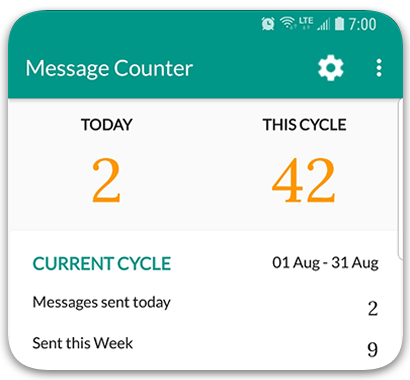 LTE 7:00
Message Counter
TODAY THIS CYCLE
2 42
CURRENT CYCLE 01 Aug - 31 Aug
Messages sent today 2
Sent this Week 9